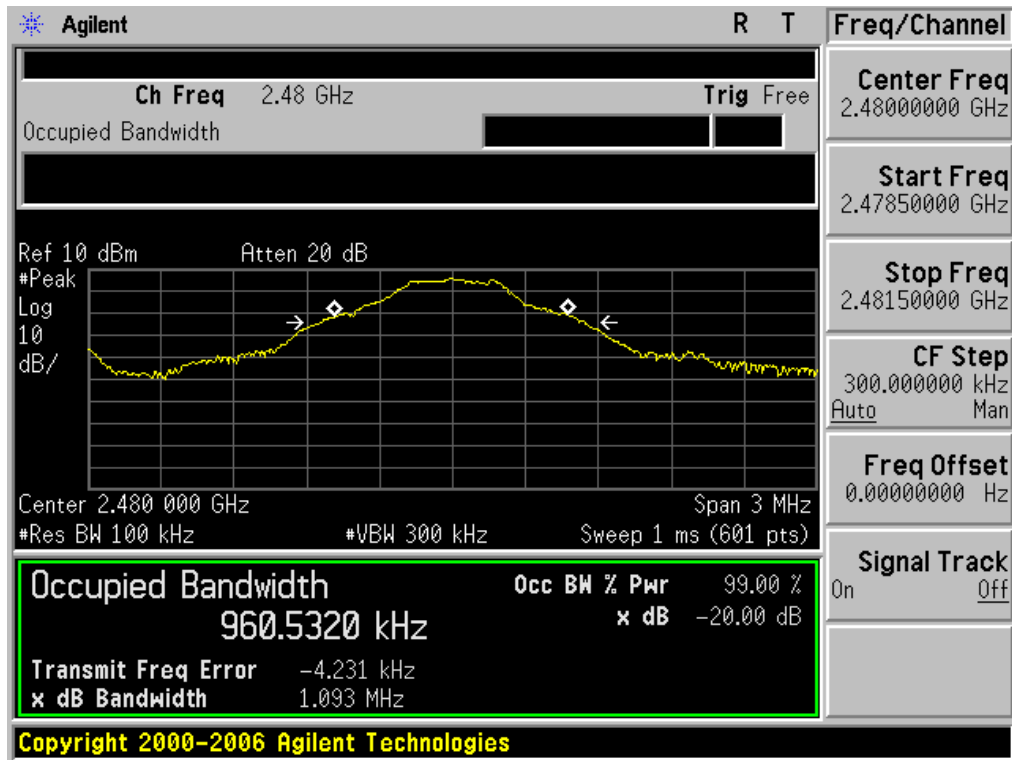 Agilent R T
Ch Freq 2.48 GHz Trig Free
Occupied Bandwidth
Ref 10 dBm Atten 20 dB
#Peak
Log
10
dB/
Center 2.480 000 GHz Span 3 MHz
#Res BW 100 kHz #VBW 300 kHz Sweep 1 ms (601 pts)
Occupied Bandwidth Occ BW % Pwr 99.00 %
960.5320 kHz x dB -20.00 dB
Transmit Freq Error -4.231 kHz
x dB Bandwidth 1.093 MHz
Copyright 2000-2006 Agilent Technologies
Freq/Channel
Center Freq
2.48000000 GHz
Start Freq
2.47850000 GHz
Stop Freq
2.48150000 GHz
CF Step
300.000000 kHz
Auto Man
Freq Offset
0.00000000 Hz
Signal Track
On Off